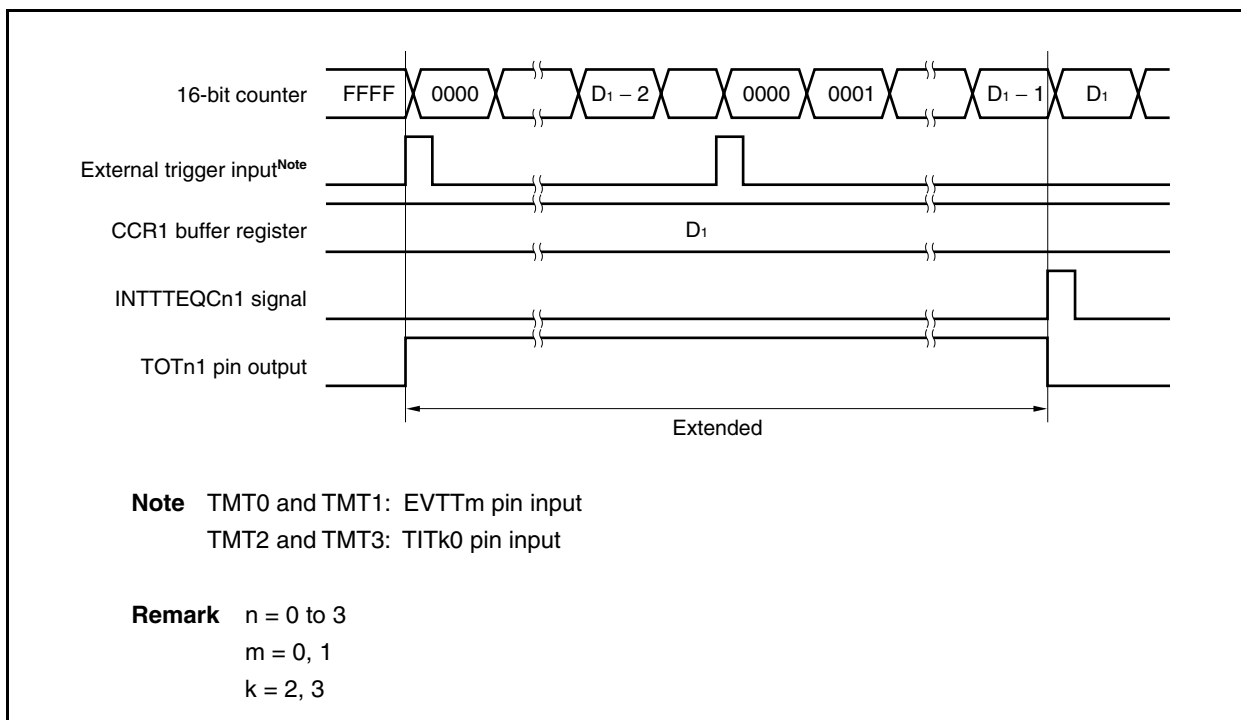 16-bit counter FFFF 0000 D1 – 2 0000 0001 D1 – 1 D1
External trigger inputNote
CCR1 buffer register D1
INTTTEQCn1 signal
TOTn1 pin output
Extended
Note TMT0 and TMT1: EVTTm pin input
TMT2 and TMT3: TITk0 pin input
Remark n = 0 to 3
m = 0, 1
k = 2, 3